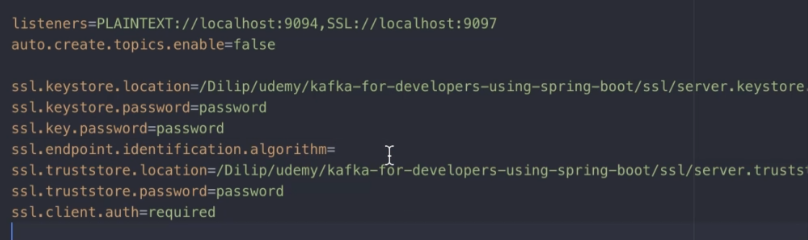 listeners=PLAINTEXT://localhost:9094,SSL://localhost:9097
auto.create.topics.enable=false
ssl.keystore.location=/Dilip/udemy/kafka-for-developers-using-spring-boot/ssl/server.keystore.
ssl.keystore.password=password
ssl.key.password=password
ssl.endpoint.identification.algorithm=
ssl.truststore.location=/Dilip/udemy/kafka-for-developers-using-spring-boot/ssl/server.trusts
ssl.truststore.password=password
ssl.client.auth=required